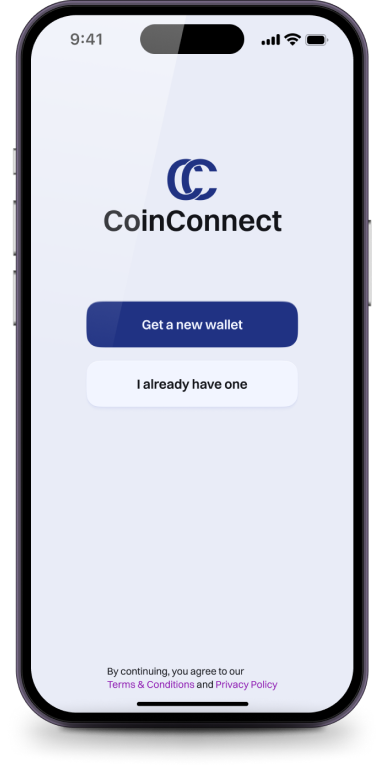 9:41
CC
CoinConnect
Get a new wallet
I already have one
By continuing, you agree to our
Terms & Conditions and Privacy Policy